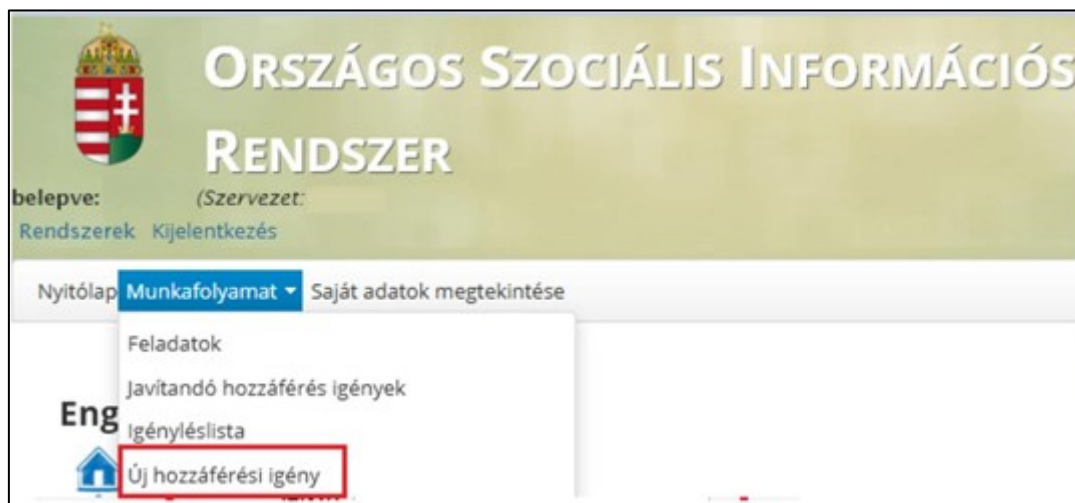 ORSZÁGOS SZOCIÁLIS INFORMÁCIÓS
RENDSZER
belepve: (Szervezet:
Rendszerek Kijelentkezés
Nyitólap Munkafolyamat Saját adatok megtekintése
Feladatok
Javítandó hozzáférés igények
Eng
Igényléslista
Új hozzáférési igény